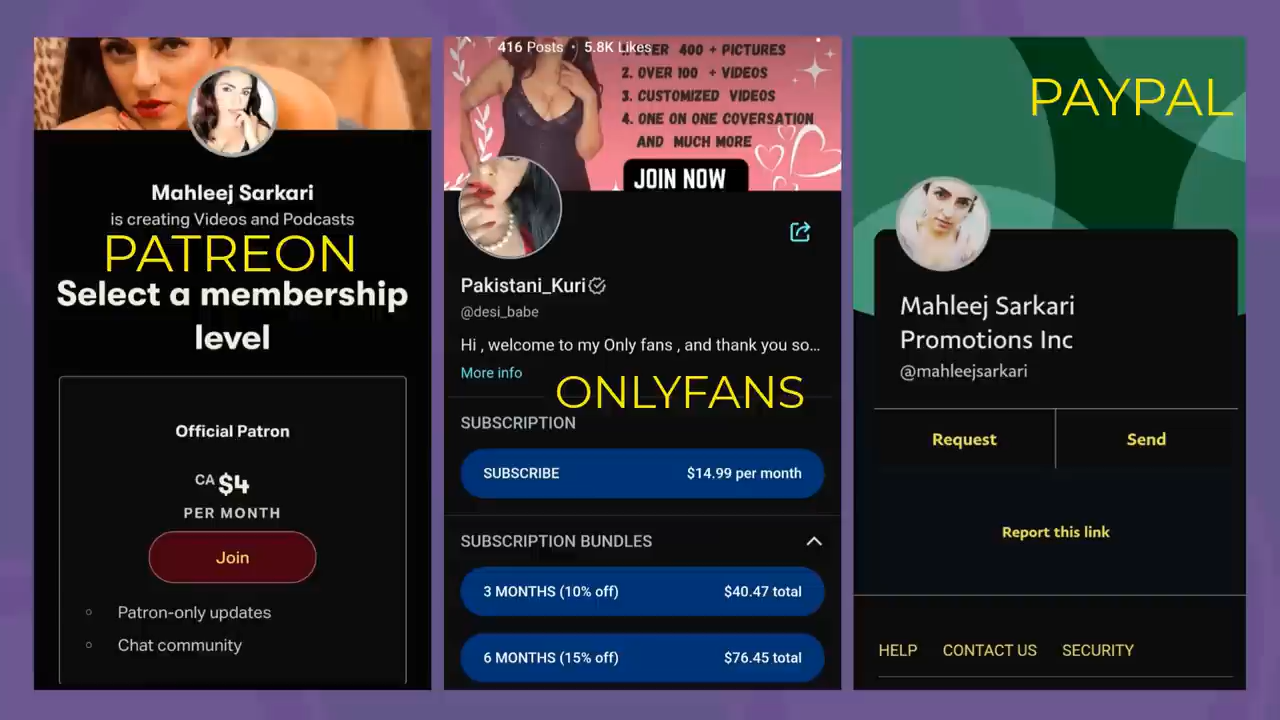 Mahleej Sarkari
is creating Videos and Podcasts
PATREON
Select a membership
level
Official Patron
CA $4
PER MONTH
Join
Patron-only updates
Chat community
416 Posts · 5.8K Likes
1. OVER 400 + PICTURES
2. OVER 100 + VIDEOS
3. CUSTOMIZED VIDEOS
4. ONE ON ONE COVERSATION
AND MUCH MORE
JOIN NOW
Pakistani_Kuri
@desi_babe
Hi , welcome to my Only fans , and thank you so...
More info
ONLYFANS
SUBSCRIPTION
SUBSCRIBE $14.99 per month
SUBSCRIPTION BUNDLES
3 MONTHS (10% off) $40.47 total
6 MONTHS (15% off) $76.45 total
PAYPAL
Mahleej Sarkari
Promotions Inc
@mahleejsarkari
Request Send
Report this link
HELP CONTACT US SECURITY